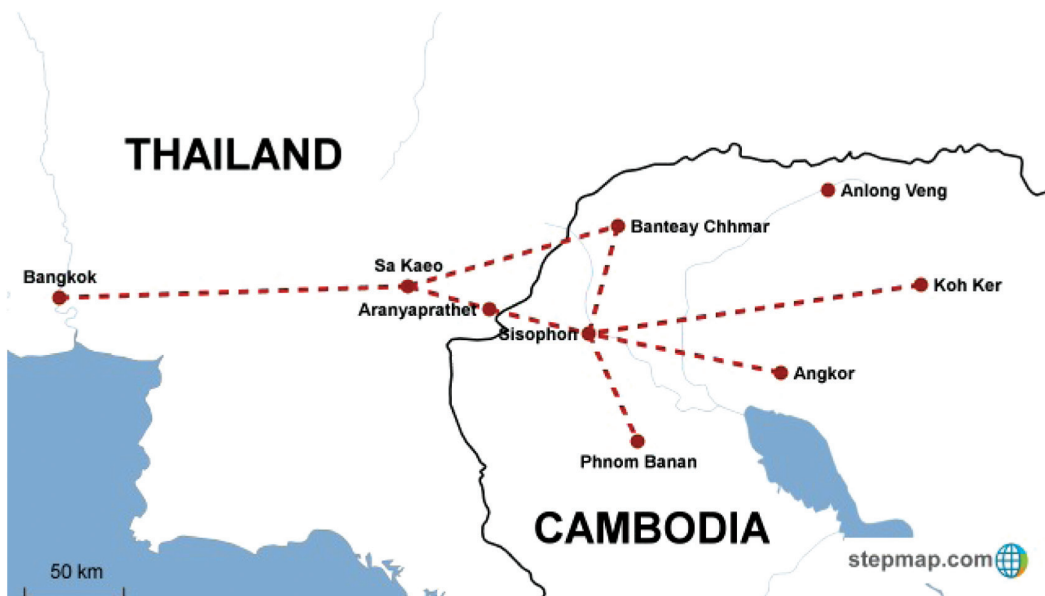 THAILAND
Anlong Veng
Banteay Chhmar
Sa Kaeo
Bangkok
Koh Ker
Aranyaprathet
Sisophon
Angkor
Phnom Banan
CAMBODIA
stepmap.com
50 km